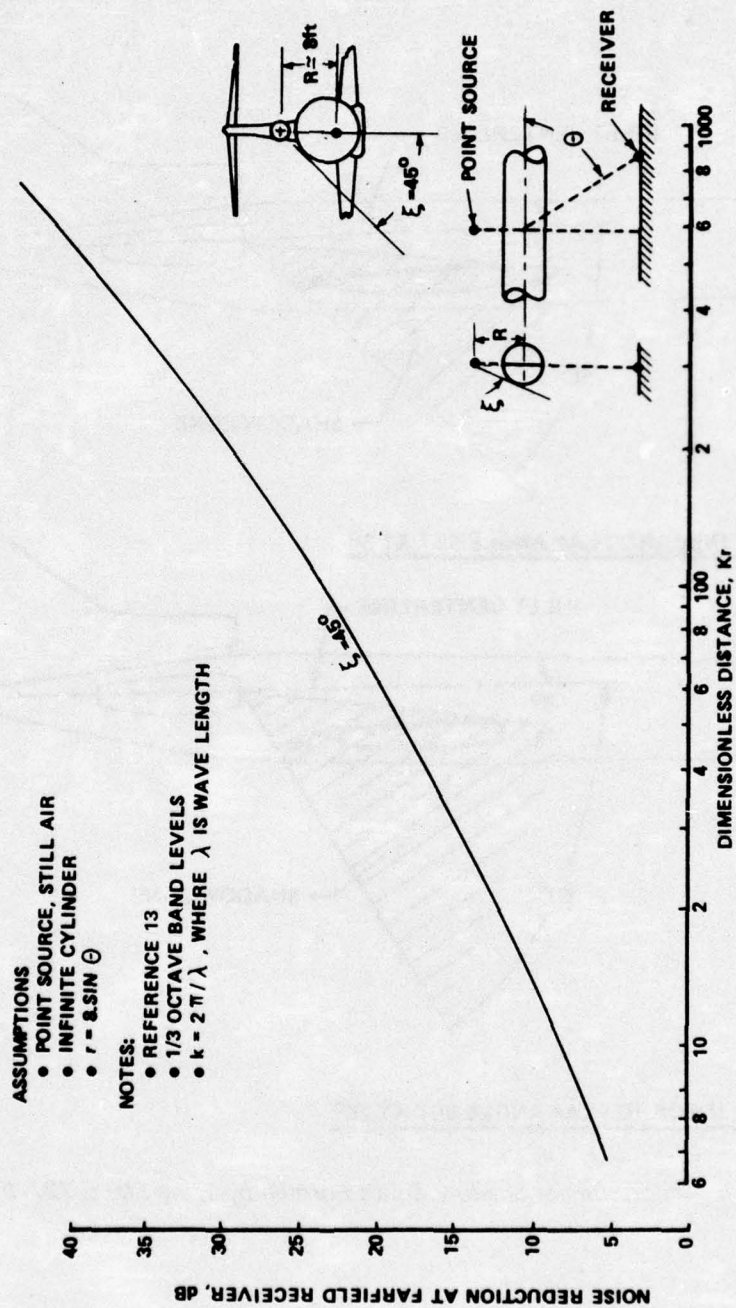 ASSUMPTIONS
• POINT SOURCE, STILL AIR
• INFINITE CYLINDER
• r = 8.SIN Θ
NOTES:
• REFERENCE 13
• 1/3 OCTAVE BAND LEVELS
• k = 2 π/λ , WHERE λ IS WAVE LENGTH
NOISE REDUCTION AT FARFIELD RECEIVER, dB
40
35
30
25
20
15
10
5
0
ξ=45°
R≃8ft
ξ=45°
POINT SOURCE
R
ξ
Θ
RECEIVER
6
8
10
2
4
6
8
100
2
4
6
8
1000
DIMENSIONLESS DISTANCE, Kr